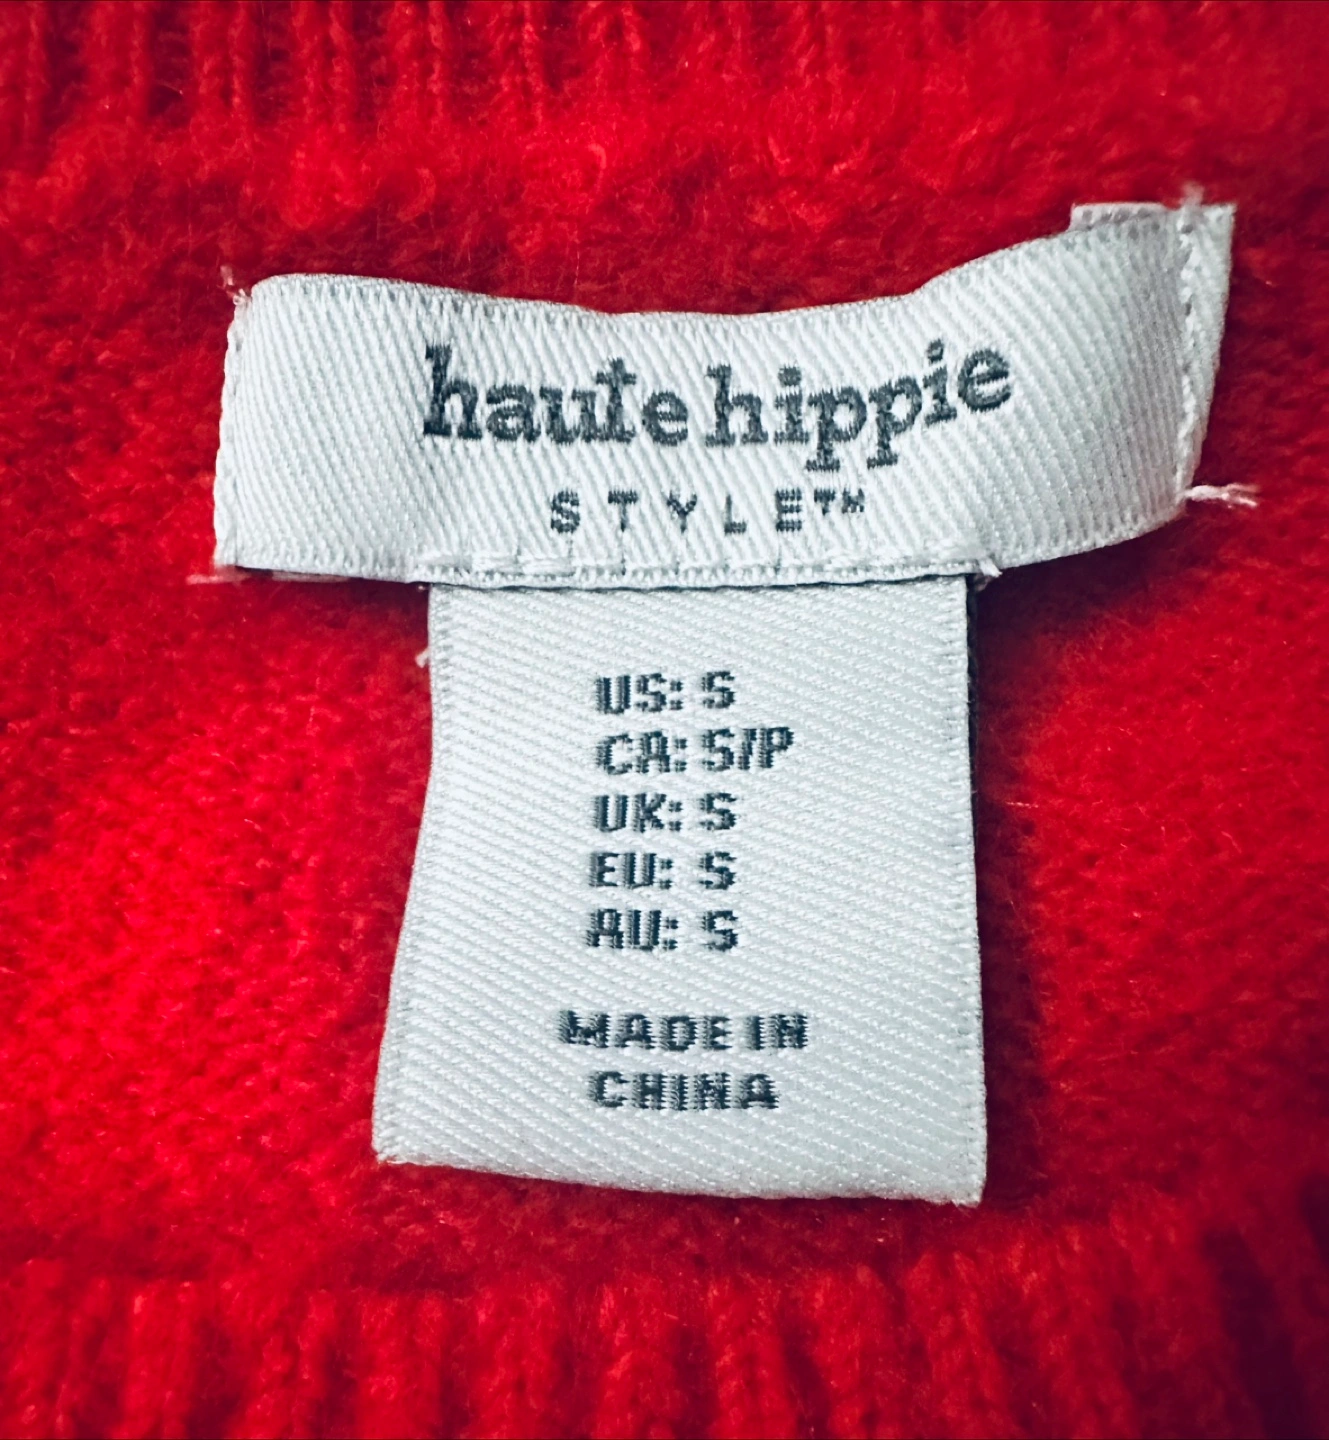 haute hippie
STYLE™
US: S
CA: S/P
UK: S
EU: S
AU: S
MADE IN
CHINA